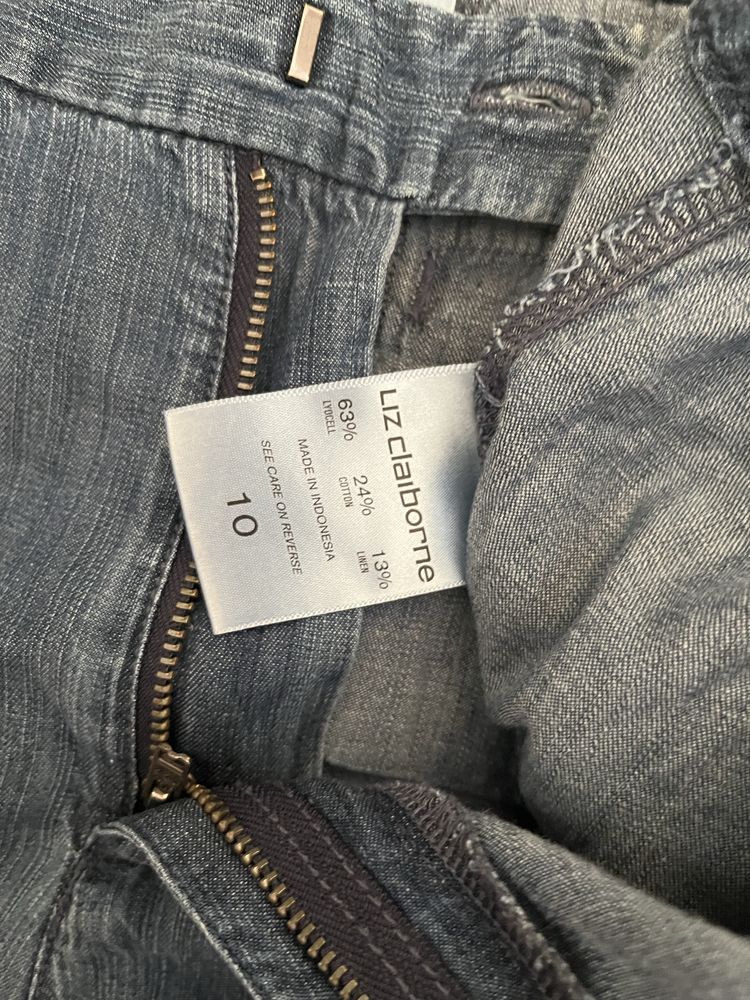 Liz claiborne
63% 24% 13%
LYOCELL COTTON LINEN
MADE IN INDONESIA
SEE CARE ON REVERSE
10